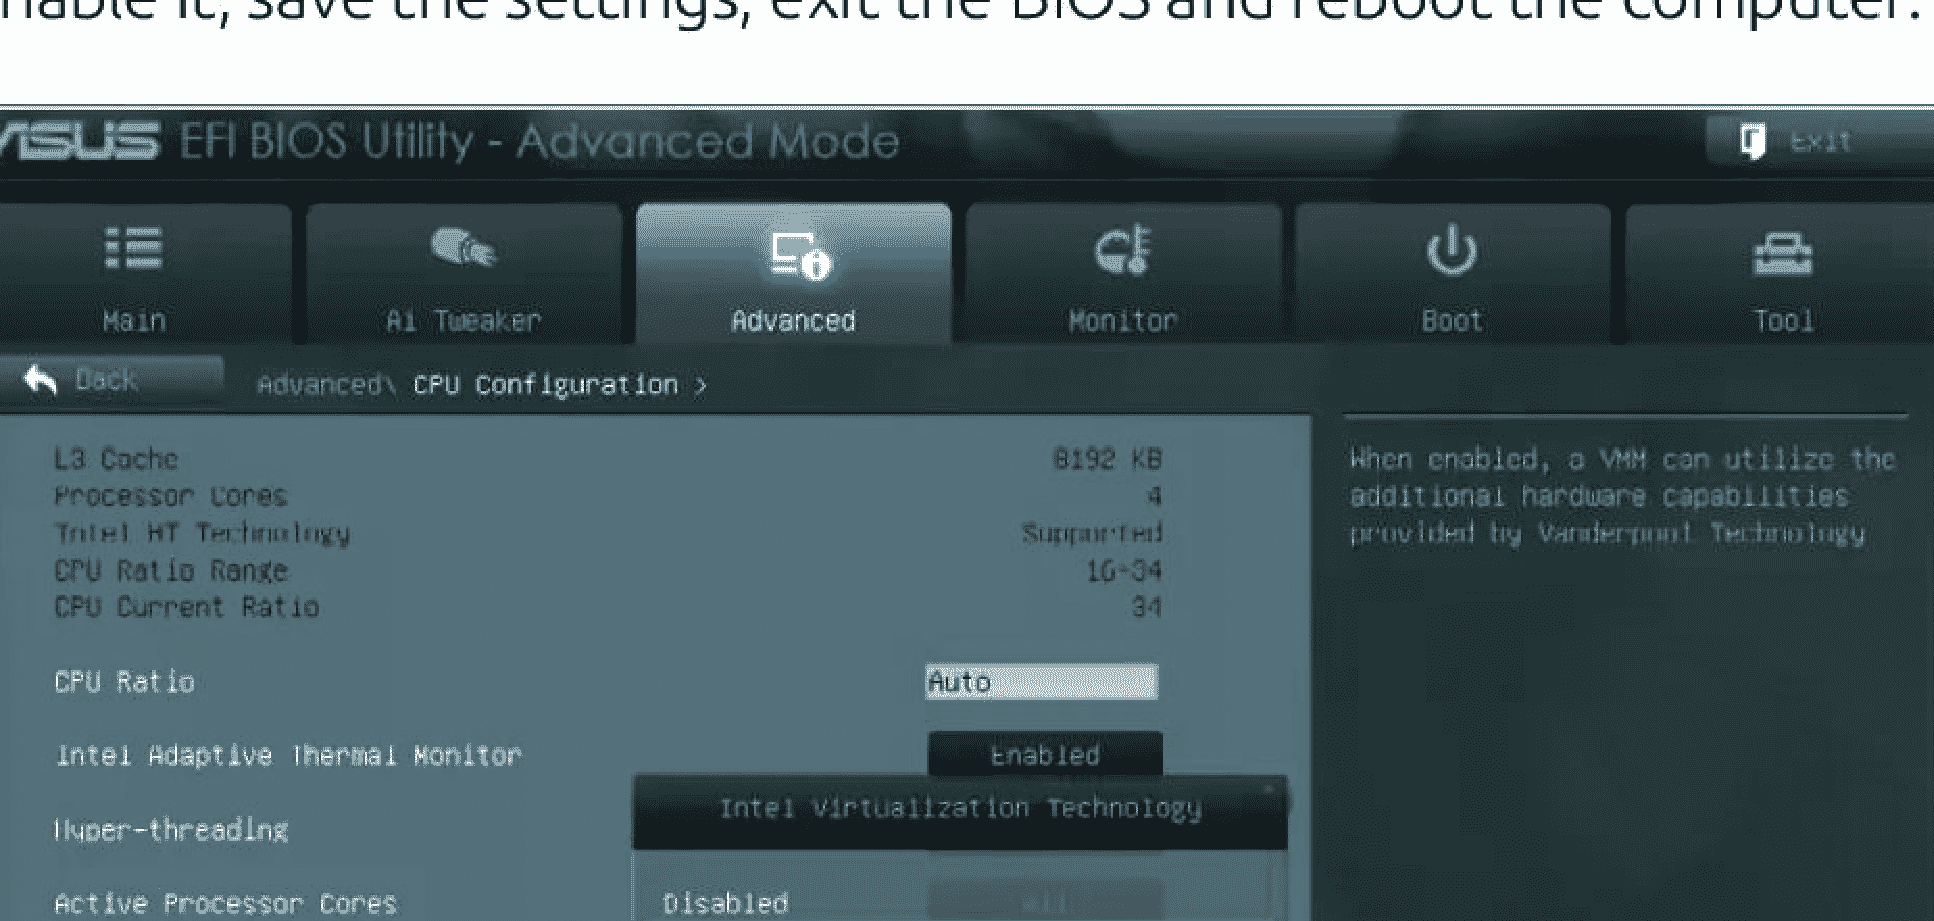 nable it, save the settings, exit the BIOS and reboot the computer.
ASUS EFI BIOS Utility - Advanced Mode
Exit
Main
Ai Tweaker
Advanced
Monitor
Boot
Tool
Back
Advanced\ CPU Configuration >
L3 Cache 8192 KB
Processor Cores 4
Intel HT Technology Supported
CPU Ratio Range 16-34
CPU Current Ratio 34
CPU Ratio Auto
Intel Adaptive Thermal Monitor Enabled
Intel Virtualization Technology
Hyper-threading
Active Processor Cores
Disabled
When enabled, a VMM can utilize the
additional hardware capabilities
provided by Vanderpool Technology